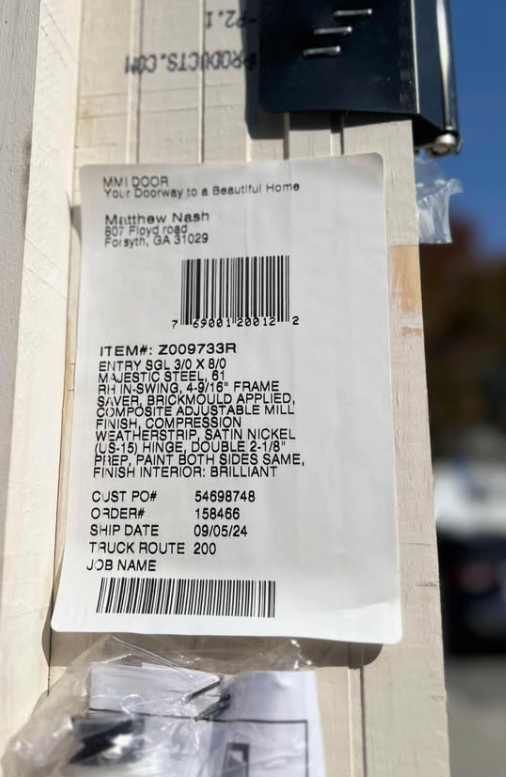 -P2.1
PRODUCTS.COM
MMI DOOR
Your Doorway to a Beautiful Home
Matthew Nash
807 Floyd road
Forsyth, GA 31029
7 69001 20012 2
ITEM#: Z009733R
ENTRY SGL 3/0 X 8/0
MAJESTIC STEEL, 61
RH IN-SWING, 4-9/16" FRAME
SAVER, BRICKMOULD APPLIED,
COMPOSITE ADJUSTABLE MILL
FINISH, COMPRESSION
WEATHERSTRIP, SATIN NICKEL
(US-15) HINGE, DOUBLE 2-1/8"
PREP, PAINT BOTH SIDES SAME,
FINISH INTERIOR: BRILLIANT
CUST PO# 54698748
ORDER# 158466
SHIP DATE 09/05/24
TRUCK ROUTE 200
JOB NAME